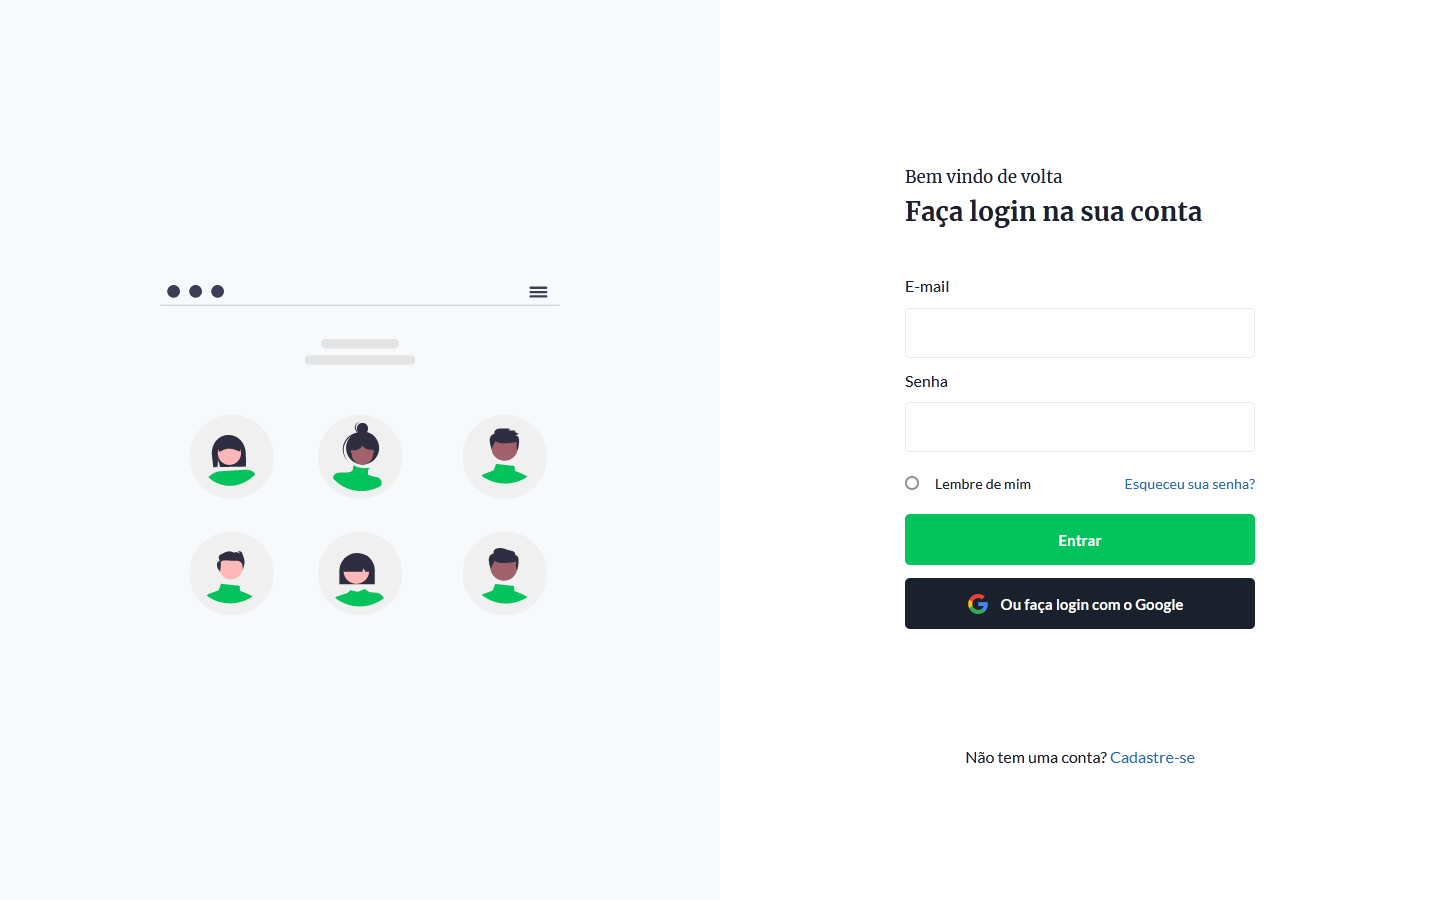 Bem vindo de volta
Faça login na sua conta
E-mail
Senha
Lembre de mim
Esqueceu sua senha?
Entrar
Ou faça login com o Google
Não tem uma conta? Cadastre-se